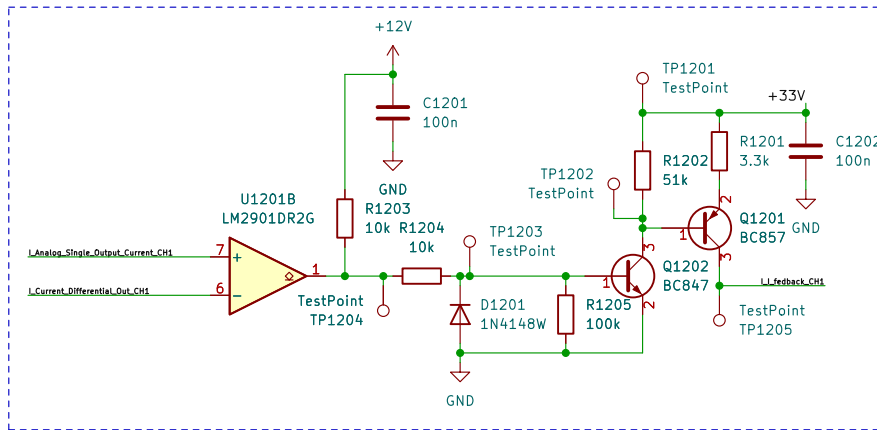 +12V
TP1201
TestPoint
+33V
C1201
100n
R1201
3.3k
C1202
100n
TP1202
TestPoint
R1202
51k
GND
U1201B
LM2901DR2G
R1203
10k
R1204
10k
TP1203
TestPoint
2
1
3
Q1201
BC857
GND
I_Analog_Single_Output_Current_CH1
7
+
1
I_Current_Differential_Out_CH1
6
−
3
1
2
Q1202
BC847
I_I_fedback_CH1
TestPoint
TP1204
D1201
1N4148W
R1205
100k
TestPoint
TP1205
GND